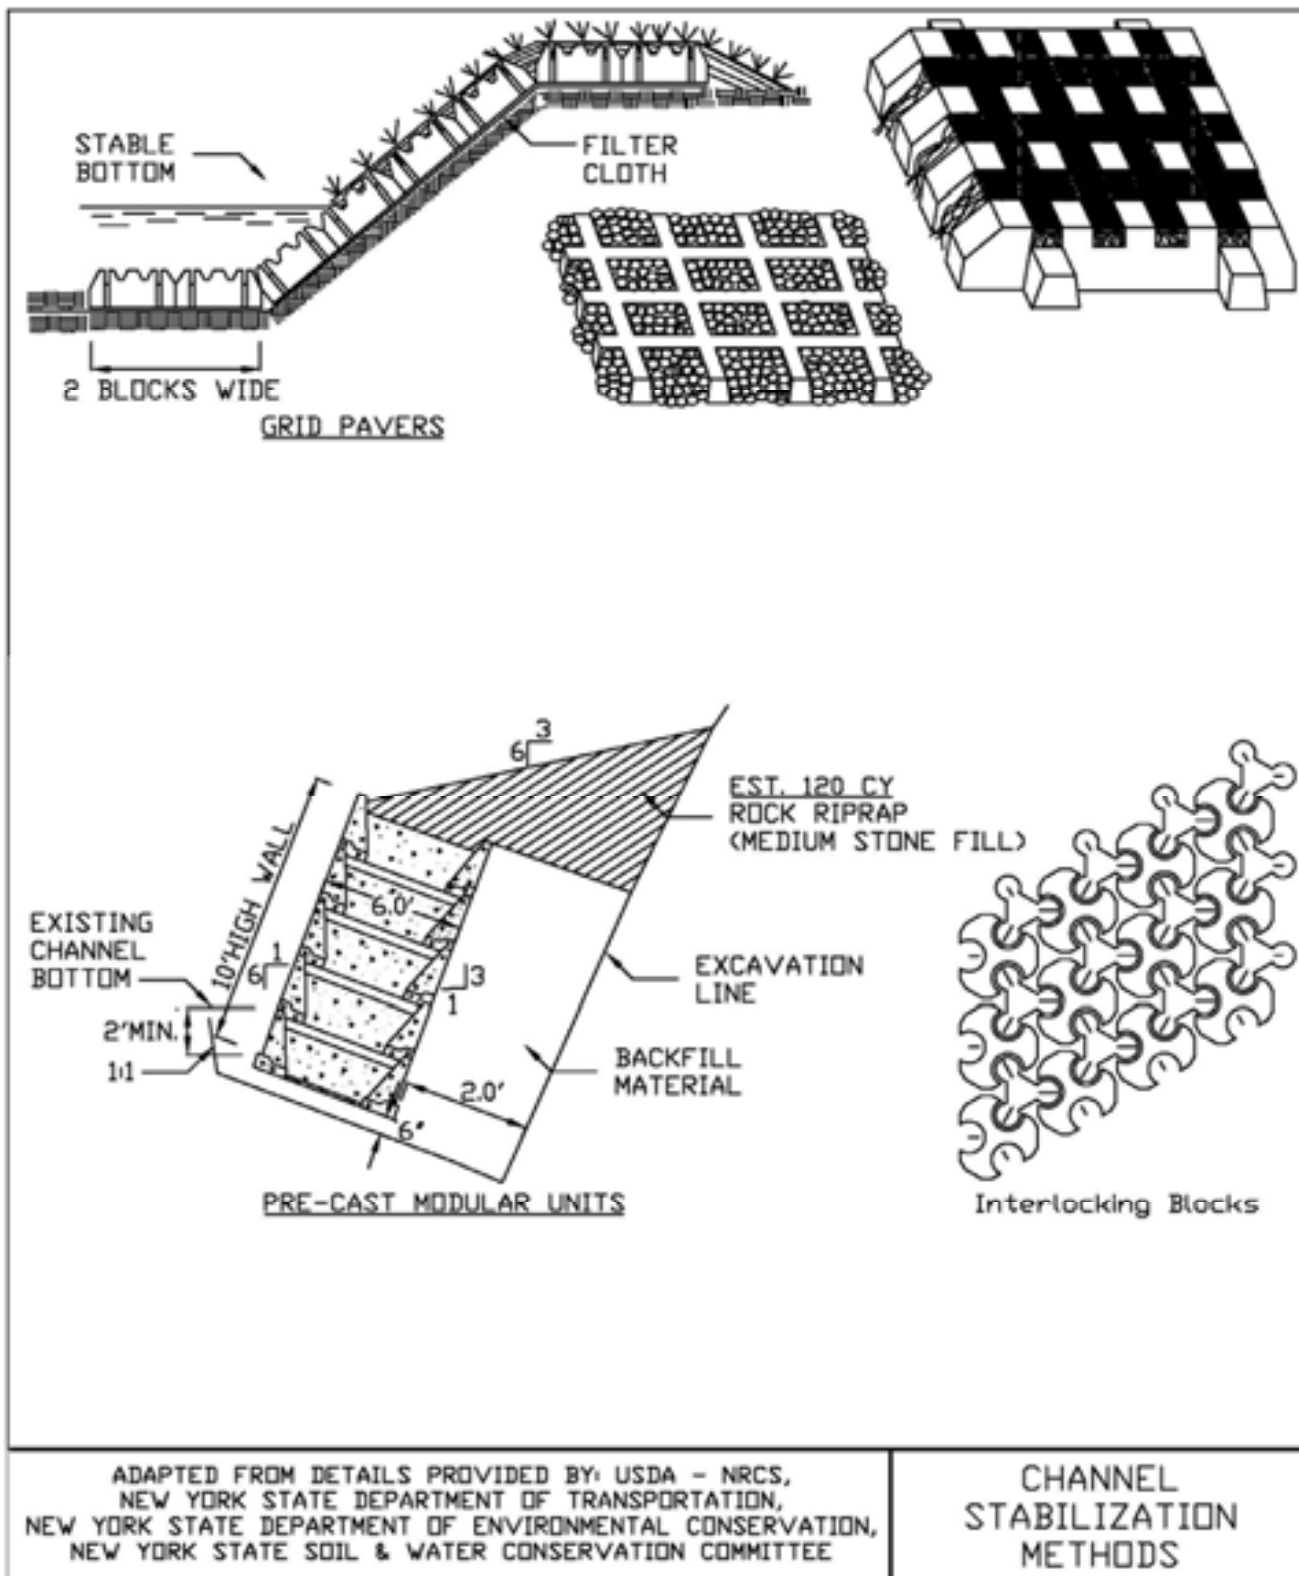 STABLE
BOTTOM
FILTER
CLOTH
2 BLOCKS WIDE
GRID PAVERS
3
6
EST. 120 CY
ROCK RIPRAP
(MEDIUM STONE FILL)
10'HIGH WALL
6.0'
EXISTING
CHANNEL
BOTTOM
1
6
3
1
EXCAVATION
LINE
2'MIN.
1:1
BACKFILL
MATERIAL
2.0'
6"
PRE-CAST MODULAR UNITS
Interlocking Blocks
ADAPTED FROM DETAILS PROVIDED BY: USDA - NRCS,
NEW YORK STATE DEPARTMENT OF TRANSPORTATION,
NEW YORK STATE DEPARTMENT OF ENVIRONMENTAL CONSERVATION,
NEW YORK STATE SOIL & WATER CONSERVATION COMMITTEE
CHANNEL
STABILIZATION
METHODS